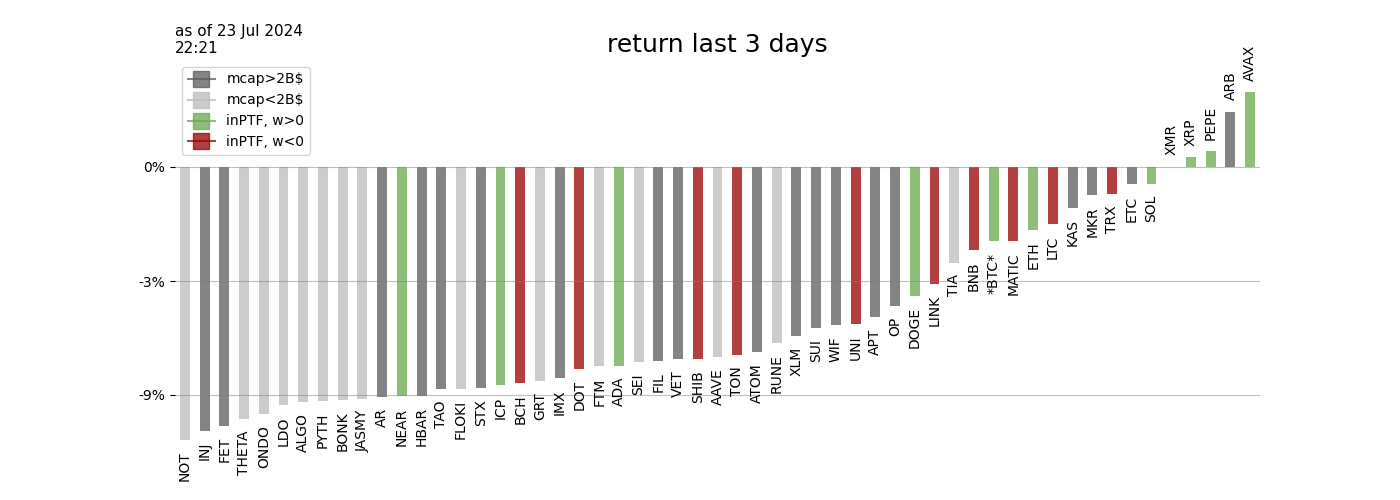 as of 23 Jul 2024
22:21
return last 3 days
mcap>2B$
mcap<2B$
inPTF, w>0
inPTF, w<0
0%
-3%
-9%
NOT
INJ
FET
THETA
ONDO
LDO
ALGO
PYTH
BONK
JASMY
AR
NEAR
HBAR
TAO
FLOKI
STX
ICP
BCH
GRT
IMX
DOT
FTM
ADA
SEI
FIL
VET
SHIB
AAVE
TON
ATOM
RUNE
XLM
SUI
WIF
UNI
APT
OP
DOGE
LINK
TIA
BNB
*BTC*
MATIC
ETH
LTC
KAS
MKR
TRX
ETC
SOL
XMR
XRP
PEPE
ARB
AVAX